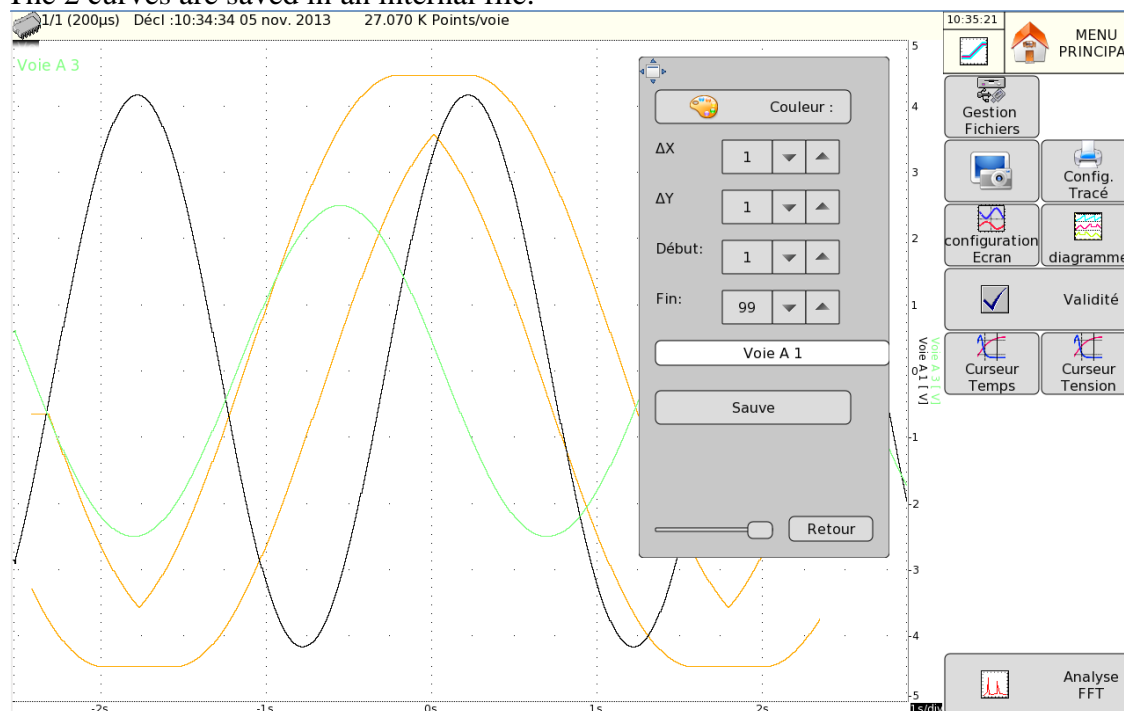 The 2 curves are saved in an internal file.
1/1 (200µs) Décl :10:34:34 05 nov. 2013 27.070 K Points/voie
10:35:21
MENU
PRINCIPA
Voie A 3
Couleur :
ΔX 1
ΔY 1
Début: 1
Fin: 99
Voie A 1
Sauve
Retour
5
4
3
2
1
0
-1
-2
-3
-4
-5
Voie A 1 [ V]
Voie A 3 [ V]
-2s -1s 0s 1s 2s 1s/div
Gestion
Fichiers
Config.
Tracé
configuration
Ecran
diagramme
Validité
Curseur
Temps
Curseur
Tension
Analyse
FFT